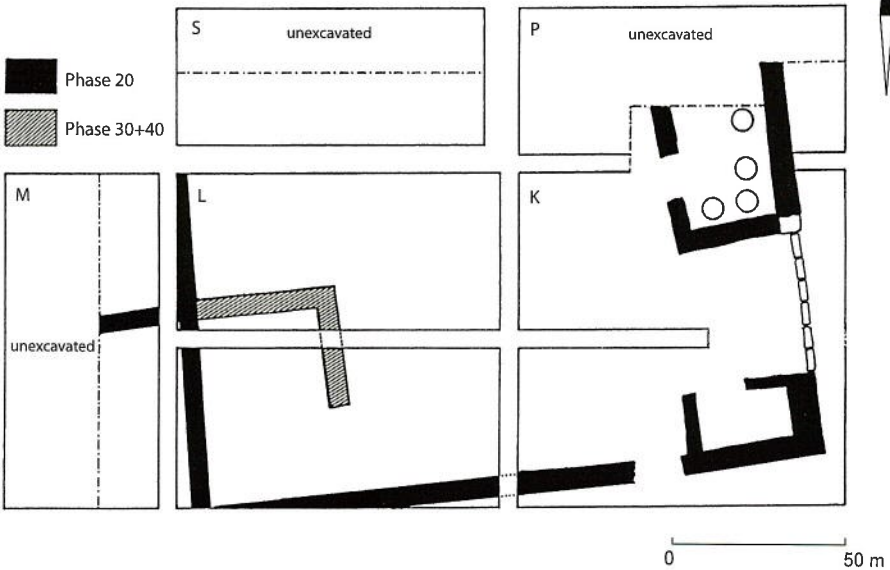 S
unexcavated
P
unexcavated
Phase 20
Phase 30+40
M
L
K
unexcavated
0
50 m